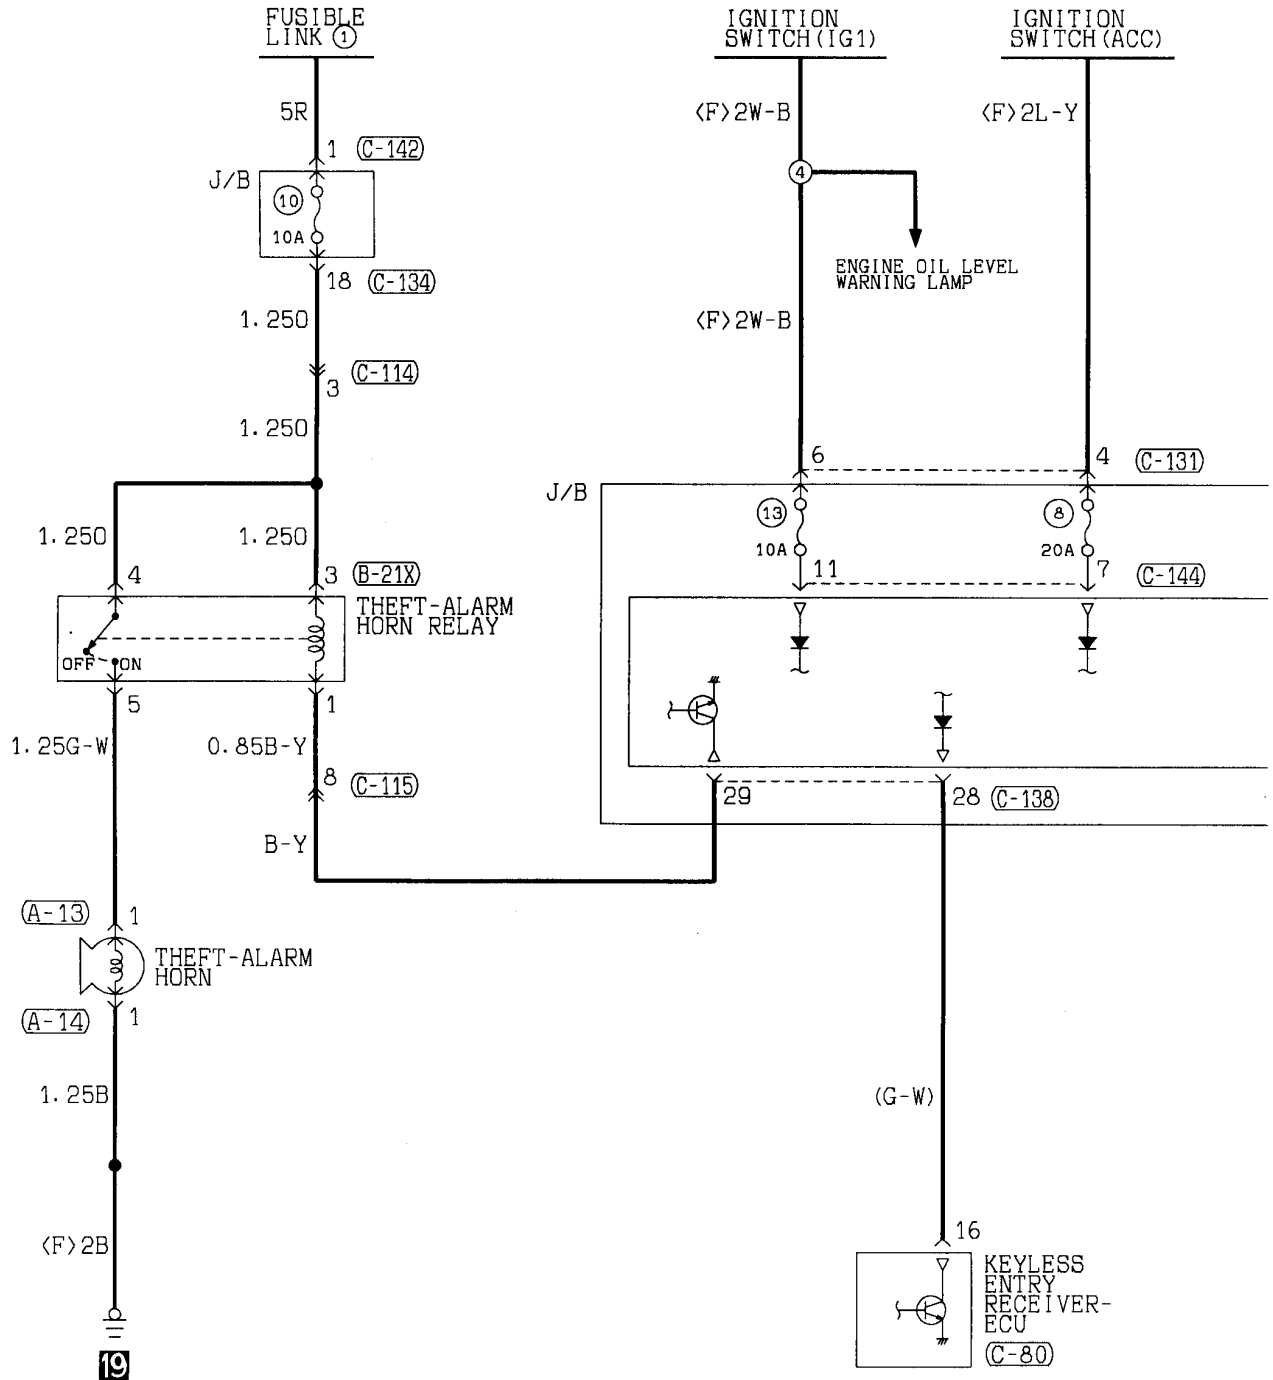 FUSIBLE
LINK ①
IGNITION
SWITCH(IG1)
IGNITION
SWITCH(ACC)
5R
<F>2W-B
<F>2L-Y
1 C-142
J/B
10
10A
4
18 C-134
ENGINE OIL LEVEL
WARNING LAMP
1.25O
<F>2W-B
C-114
3
1.25O
6
4 C-131
J/B
13
10A
8
20A
1.25O
1.25O
4
3 B-21X
11
7 C-144
THEFT-ALARM
HORN RELAY
OFF ON
5
1
1.25G-W
0.85B-Y
8 C-115
29
28 C-138
B-Y
A-13 1
THEFT-ALARM
HORN
A-14 1
1.25B
(G-W)
<F>2B
16
KEYLESS
ENTRY
RECEIVER-
ECU
C-80
19